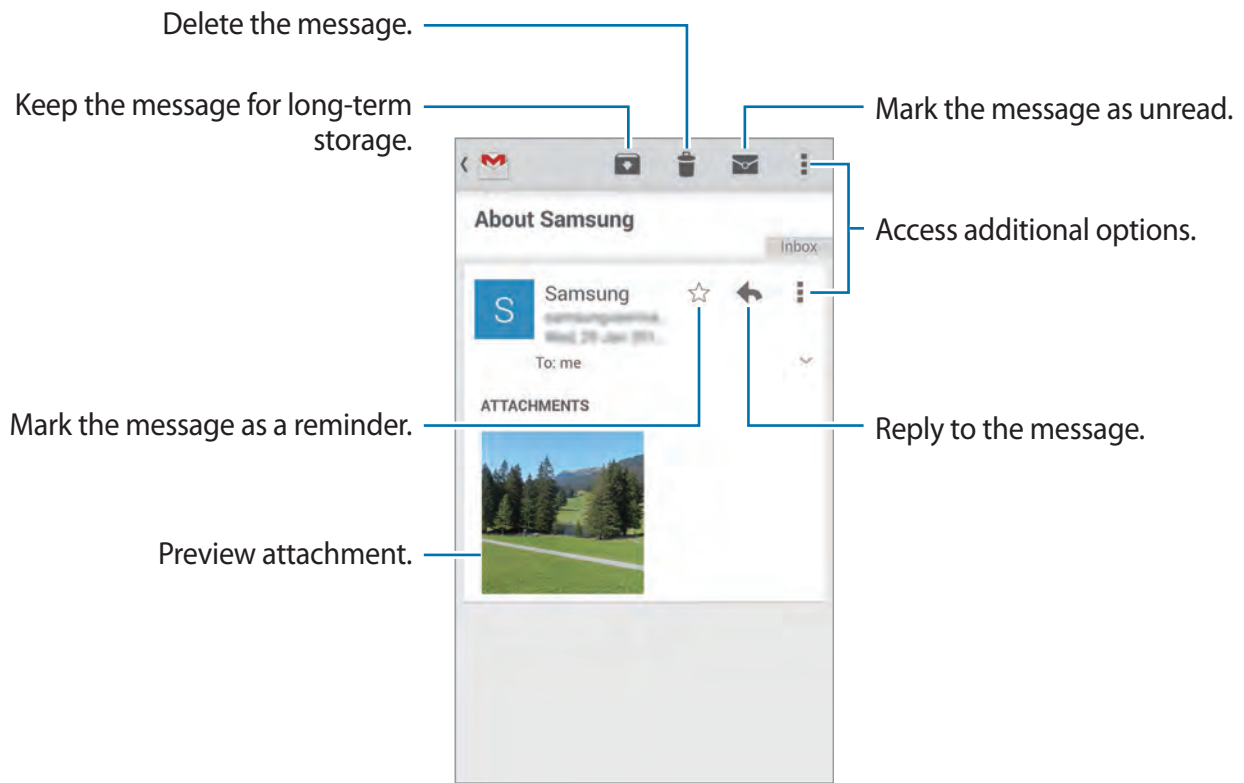 Delete the message.
Keep the message for long-term
storage.
Mark the message as unread.
About Samsung
Inbox
Access additional options.
S
Samsung
To: me
ATTACHMENTS
Mark the message as a reminder.
Reply to the message.
Preview attachment.